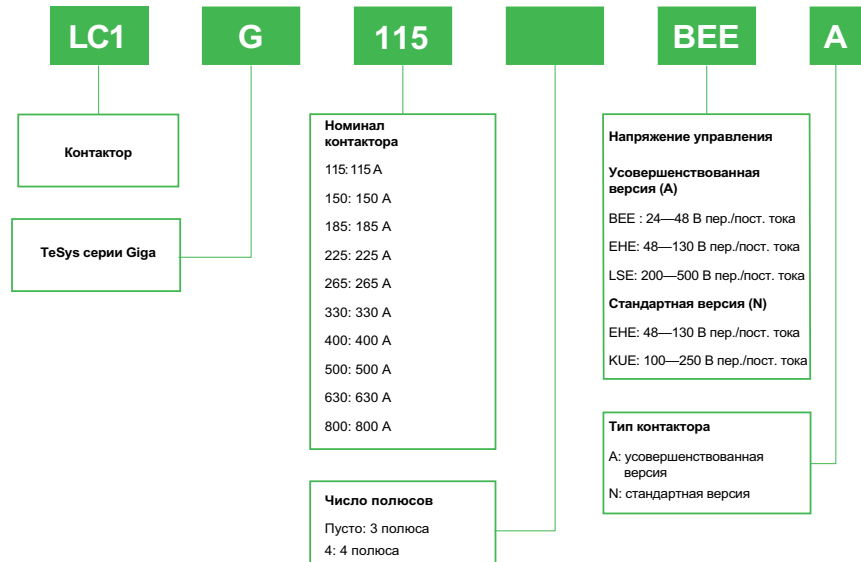 LC1 G 115 BEE A
Контактор
TeSys серии Giga
Номинал
контактора
115: 115 А
150: 150 А
185: 185 А
225: 225 А
265: 265 А
330: 330 А
400: 400 А
500: 500 А
630: 630 А
800: 800 А
Число полюсов
Пусто: 3 полюса
4: 4 полюса
Напряжение управления
Усовершенствованная
версия (А)
BEE : 24—48 В пер./пост. тока
EHE: 48—130 В пер./пост. тока
LSE: 200—500 В пер./пост. тока
Стандартная версия (N)
EHE: 48—130 В пер./пост. тока
KUE: 100—250 В пер./пост. тока
Тип контактора
А: усовершенствованная
версия
N: стандартная версия